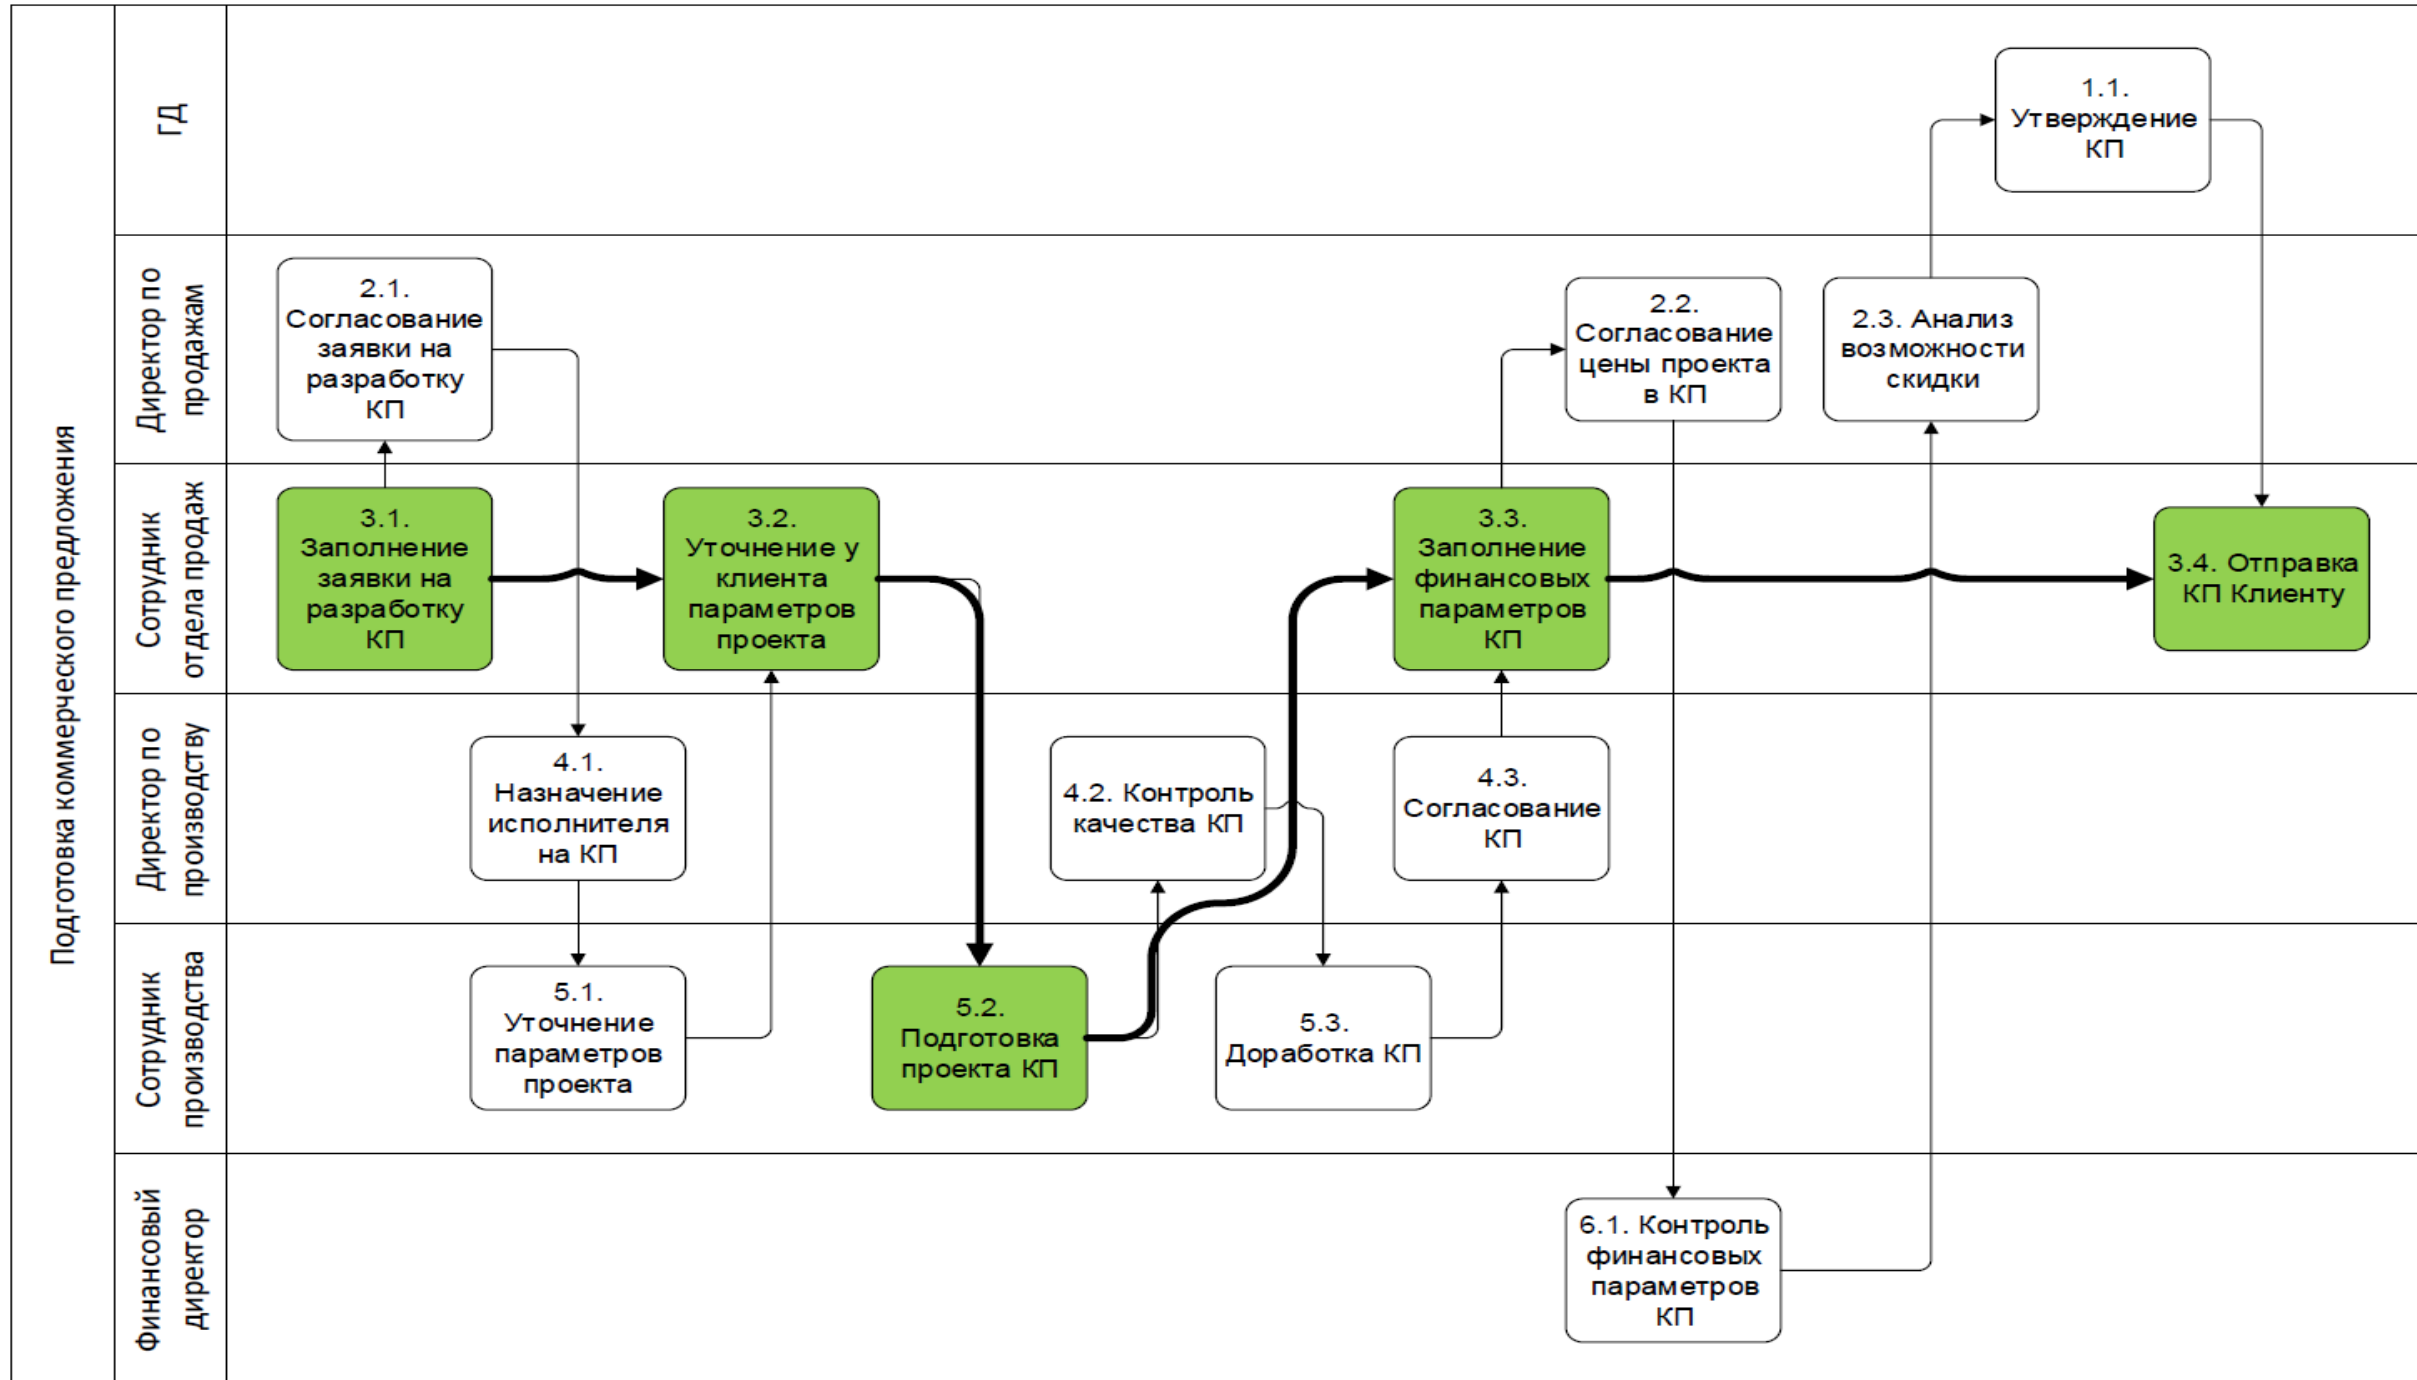 Подготовка коммерческого предложения
ГД
1.1.
Утверждение
КП
Директор по
продажам
2.1.
Согласование
заявки на
разработку
КП
2.2.
Согласование
цены проекта
в КП
2.3. Анализ
возможности
скидки
Сотрудник
отдела продаж
3.1.
Заполнение
заявки на
разработку
КП
3.2.
Уточнение у
клиента
параметров
проекта
3.3.
Заполнение
финансовых
параметров
КП
3.4. Отправка
КП Клиенту
Директор по
производству
4.1.
Назначение
исполнителя
на КП
4.2. Контроль
качества КП
4.3.
Согласование
КП
Сотрудник
производства
5.1.
Уточнение
параметров
проекта
5.2.
Подготовка
проекта КП
5.3.
Доработка КП
Финансовый
директор
6.1. Контроль
финансовых
параметров
КП